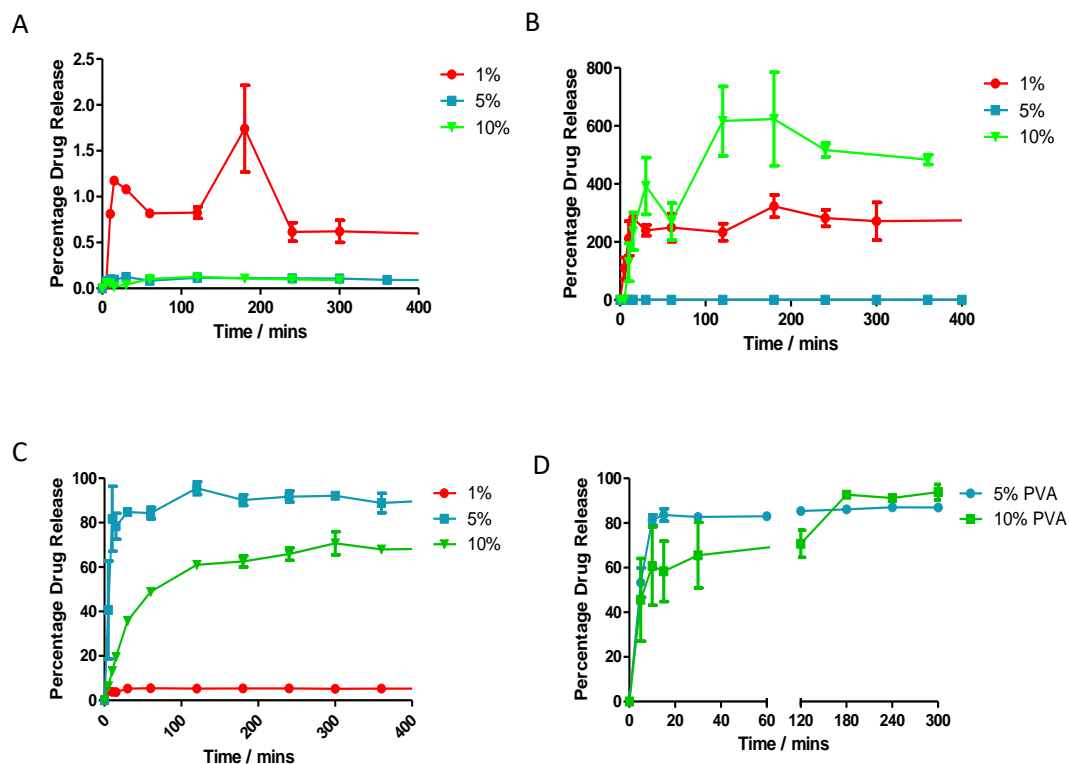 A
Percentage Drug Release
2.5
2.0
1.5
1.0
0.5
0.0
0 100 200 300 400
Time / mins
1%
5%
10%
B
Percentage Drug Release
800
600
400
200
0
0 100 200 300 400
Time / mins
1%
5%
10%
C
Percentage Drug Release
100
80
60
40
20
0
0 100 200 300 400
Time / mins
1%
5%
10%
D
Percentage Drug Release
100
80
60
40
20
0
0 20 40 60 120 180 240 300
Time / mins
5% PVA
10% PVA